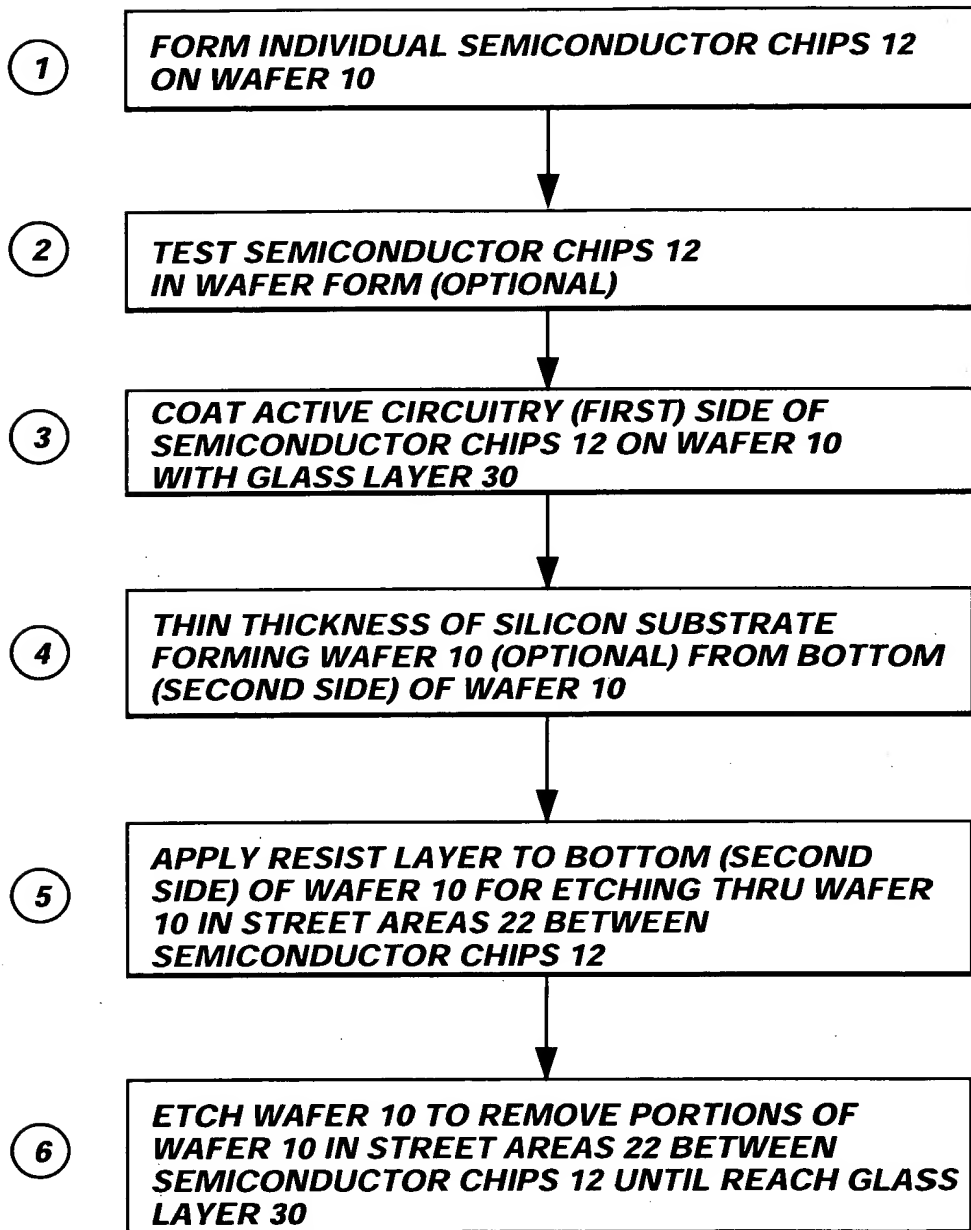 1
FORM INDIVIDUAL SEMICONDUCTOR CHIPS 12
ON WAFER 10
2
TEST SEMICONDUCTOR CHIPS 12
IN WAFER FORM (OPTIONAL)
3
COAT ACTIVE CIRCUITRY (FIRST) SIDE OF
SEMICONDUCTOR CHIPS 12 ON WAFER 10
WITH GLASS LAYER 30
4
THIN THICKNESS OF SILICON SUBSTRATE
FORMING WAFER 10 (OPTIONAL) FROM BOTTOM
(SECOND SIDE) OF WAFER 10
5
APPLY RESIST LAYER TO BOTTOM (SECOND
SIDE) OF WAFER 10 FOR ETCHING THRU WAFER
10 IN STREET AREAS 22 BETWEEN
SEMICONDUCTOR CHIPS 12
6
ETCH WAFER 10 TO REMOVE PORTIONS OF
WAFER 10 IN STREET AREAS 22 BETWEEN
SEMICONDUCTOR CHIPS 12 UNTIL REACH GLASS
LAYER 30